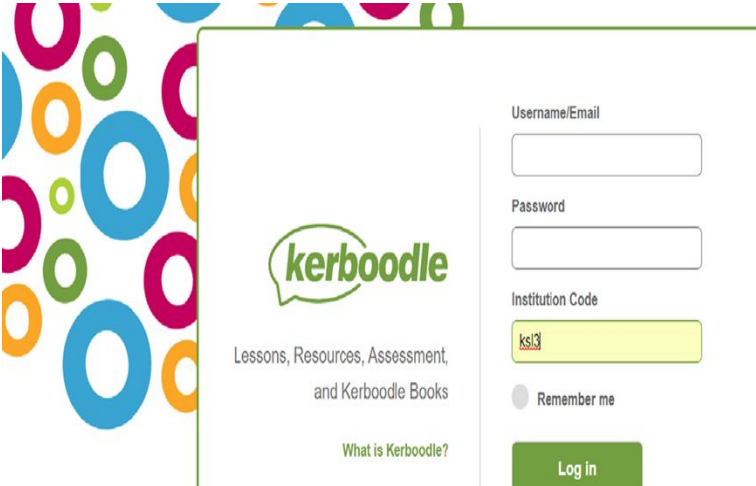 kerboodle
Lessons, Resources, Assessment,
and Kerboodle Books
What is Kerboodle?
Username/Email
Password
Institution Code
ksl3
Remember me
Log in